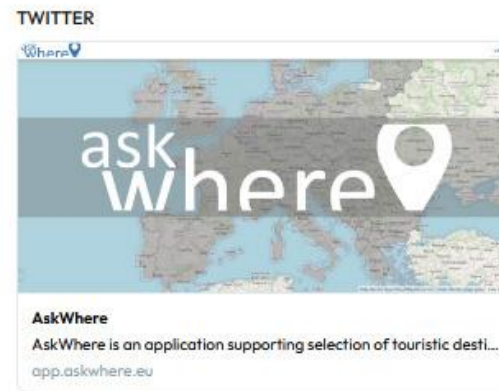 TWITTER
where
ask
where
AskWhere
AskWhere is an application supporting selection of touristic desti...
app.askwhere.eu